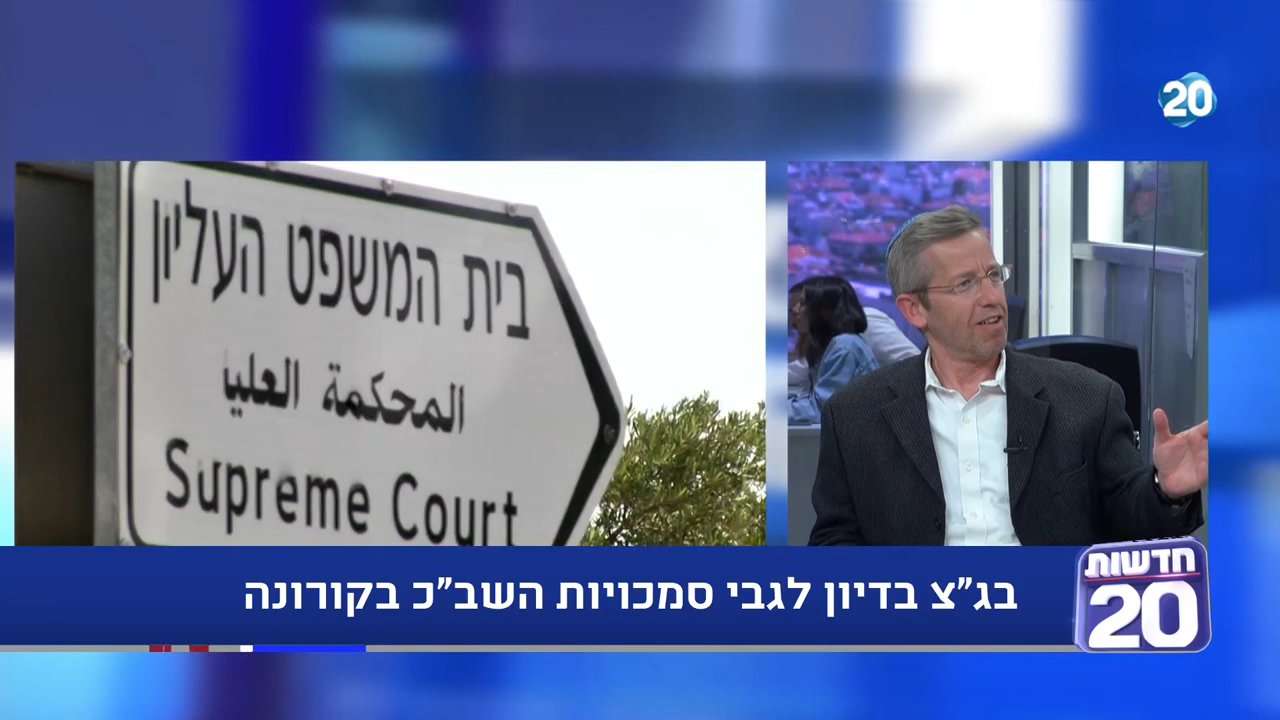 20
בית המשפט העליון
المحكمة العليا
Supreme Court
בג"צ בדיון לגבי סמכויות השב"כ בקורונה
חדשות
20